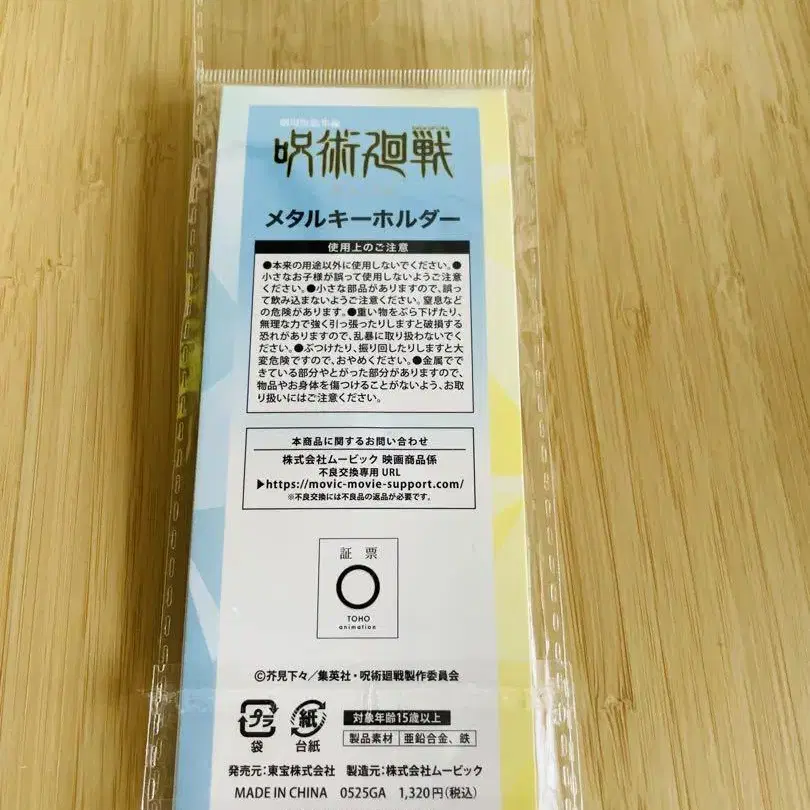 呪術廻戦
メタルキーホルダー
使用上のご注意
●本来の用途以外に使用しないでください。●
小さなお子様が誤って使用しないようご注意
ください。●小さな部品がありますので、誤っ
て飲み込まないようご注意ください。窒息など
の危険があります。●重い物をぶら下げたり、
無理な力で強く引っ張ったりしますと破損する
恐れがありますので、乱暴に取り扱わないでく
ださい。●ぶつけたり、振り回したりしますと大
変危険ですので、おやめください。●金属でで
きている部分やとがった部分がありますので、
物品やお身体を傷つけることがないよう、お取
り扱いにはご注意ください。
本商品に関するお問い合わせ
株式会社ムービック 映画商品係
不良交換専用 URL
▶https://movic-movie-support.com/
※不良交換には不良品の返品が必要です。
証 票
TOHO
animation
©芥見下々／集英社・呪術廻戦製作委員会
プラ
袋
紙
台紙
対象年齢15歳以上
製品素材 亜鉛合金、鉄
発売元：東宝株式会社 製造元：株式会社ムービック
MADE IN CHINA 0525GA 1,320円（税込）